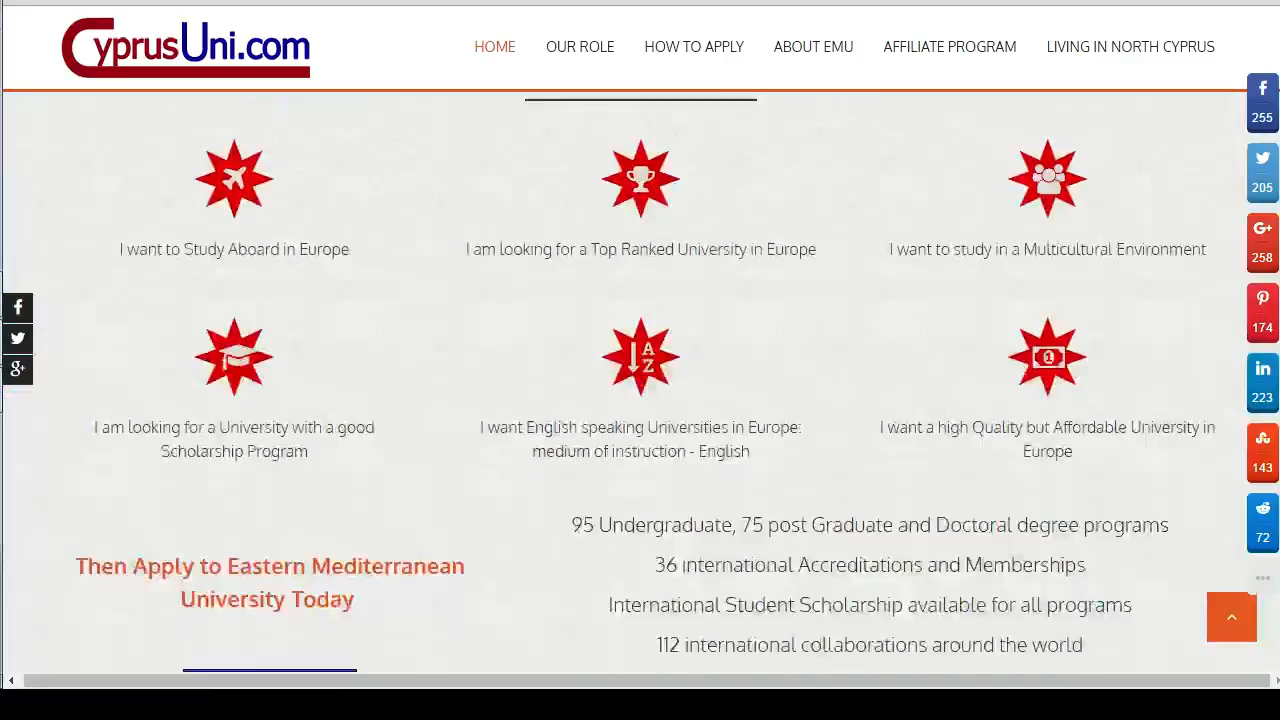 CyprusUni.com
HOME OUR ROLE HOW TO APPLY ABOUT EMU AFFILIATE PROGRAM LIVING IN NORTH CYPRUS
I want to Study Aboard in Europe
I am looking for a Top Ranked University in Europe
I want to study in a Multicultural Environment
A
Z
1
I am looking for a University with a good
Scholarship Program
I want English speaking Universities in Europe:
medium of instruction - English
I want a high Quality but Affordable University in
Europe
Then Apply to Eastern Mediterranean
University Today
95 Undergraduate, 75 post Graduate and Doctoral degree programs
36 international Accreditations and Memberships
International Student Scholarship available for all programs
112 international collaborations around the world
255
205
G+
258
174
in
223
143
72
f
g+